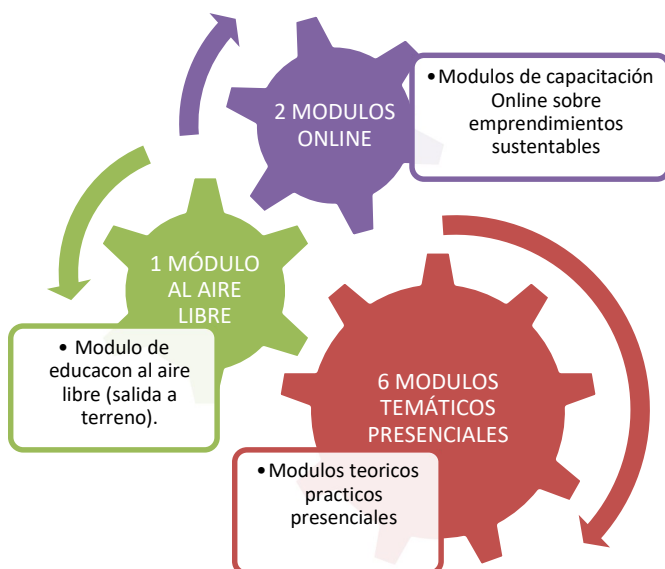 2 MODULOS
ONLINE
•Modulos de capacitación
Online sobre
emprendimientos
sustentables
1 MÓDULO
AL AIRE
LIBRE
• Modulo de
educacon al aire
libre (salida a
terreno).
6 MODULOS
TEMÁTICOS
PRESENCIALES
•Modulos teoricos
practicos
presenciales